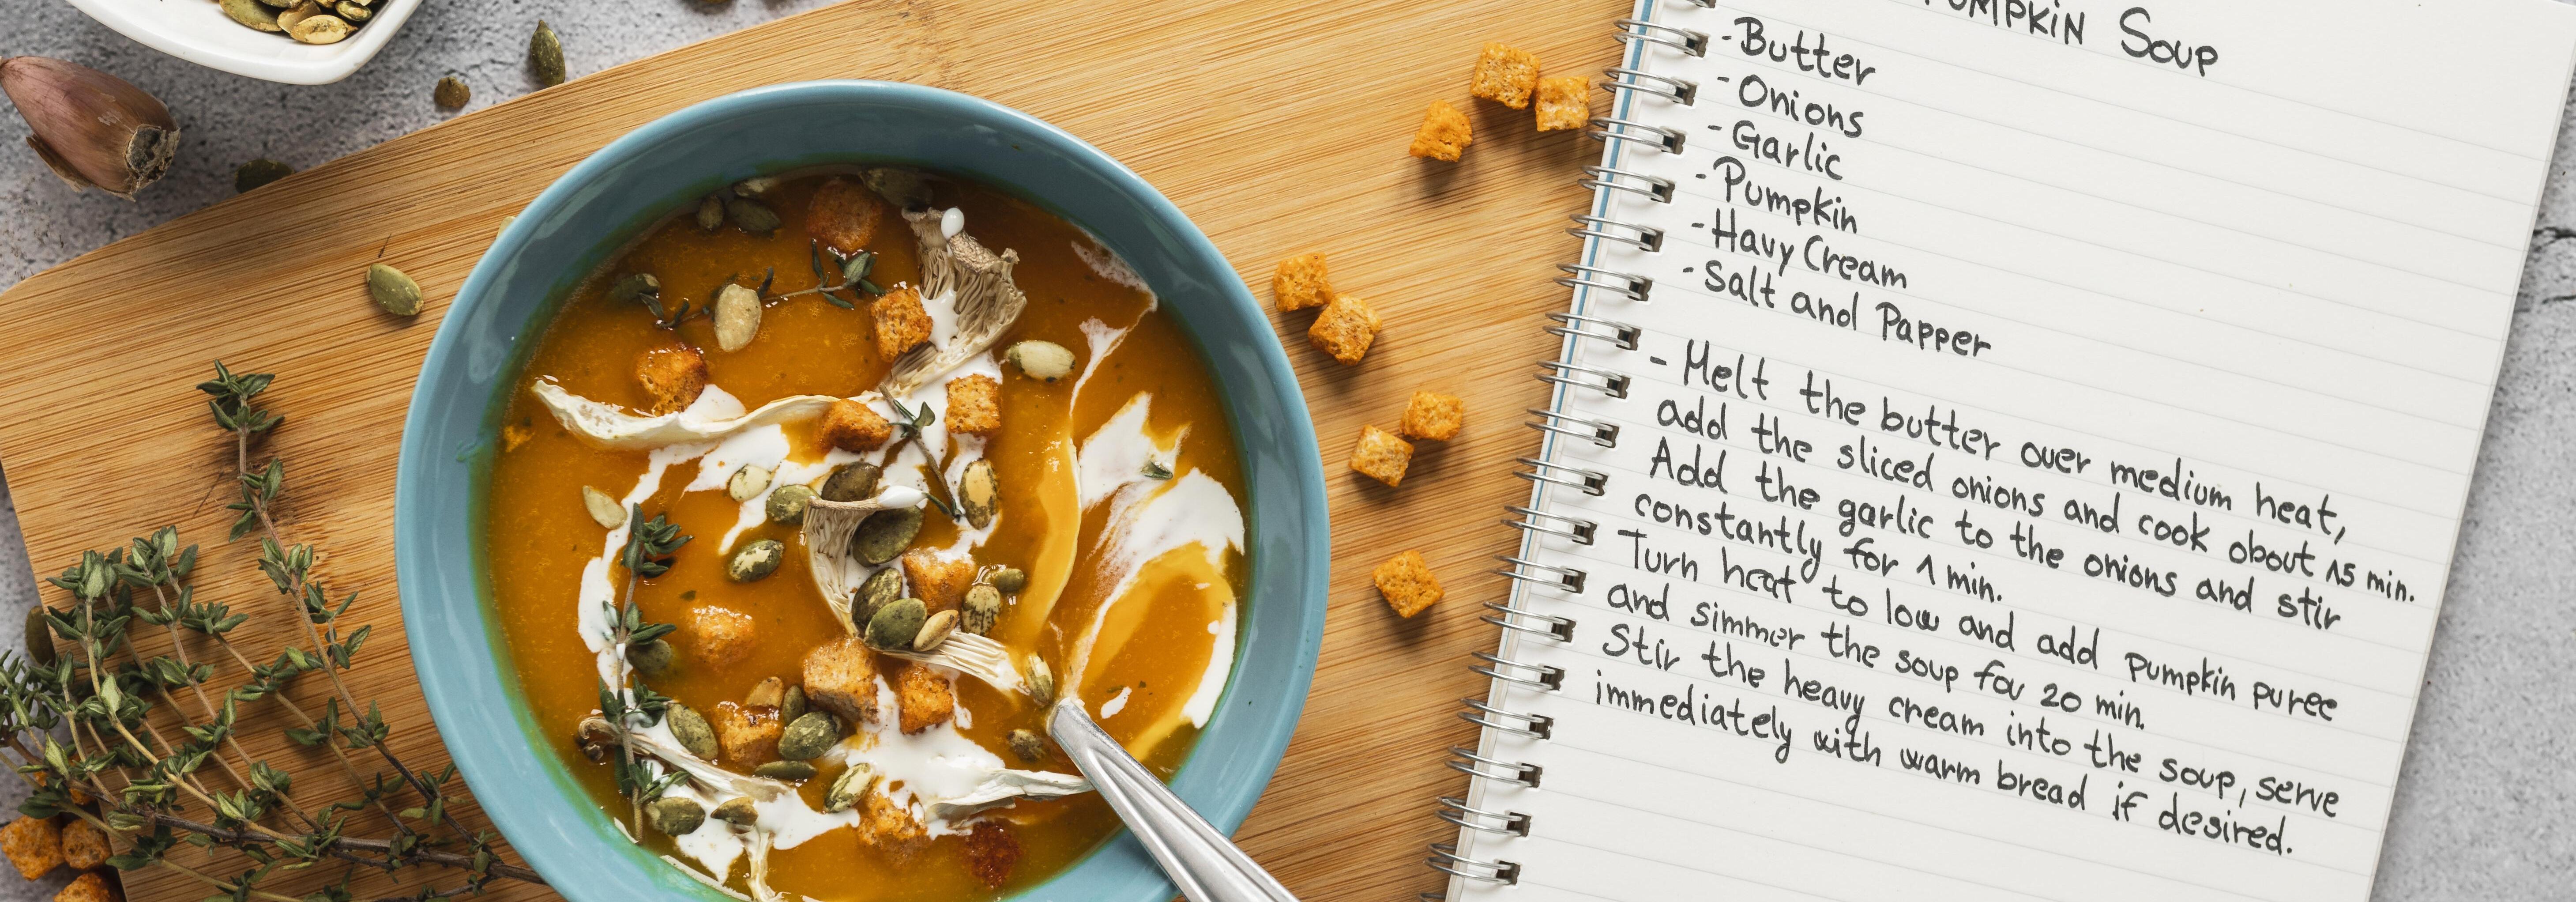 Pumpkin Soup
- Butter
- Onions
- Garlic
- Pumpkin
- Havy Cream
- Salt and Papper
- Melt the butter over medium heat,
add the sliced onions and cook obout 15 min.
Add the garlic to the onions and stir
constantly for 1 min.
Turn heat to low and add pumpkin puree
and simmer the soup for 20 min.
Stir the heavy cream into the soup, serve
immediately with warm bread if desired.